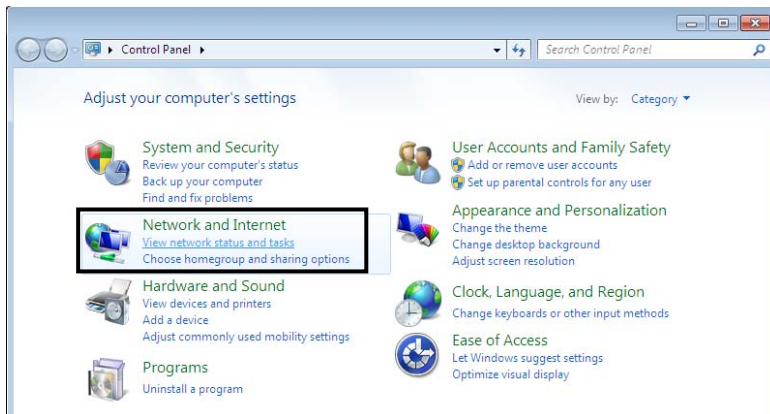 Control Panel
Search Control Panel
Adjust your computer's settings
View by: Category
System and Security
Review your computer's status
Back up your computer
Find and fix problems
Network and Internet
View network status and tasks
Choose homegroup and sharing options
Hardware and Sound
View devices and printers
Add a device
Adjust commonly used mobility settings
Programs
Uninstall a program
User Accounts and Family Safety
Add or remove user accounts
Set up parental controls for any user
Appearance and Personalization
Change the theme
Change desktop background
Adjust screen resolution
Clock, Language, and Region
Change keyboards or other input methods
Ease of Access
Let Windows suggest settings
Optimize visual display